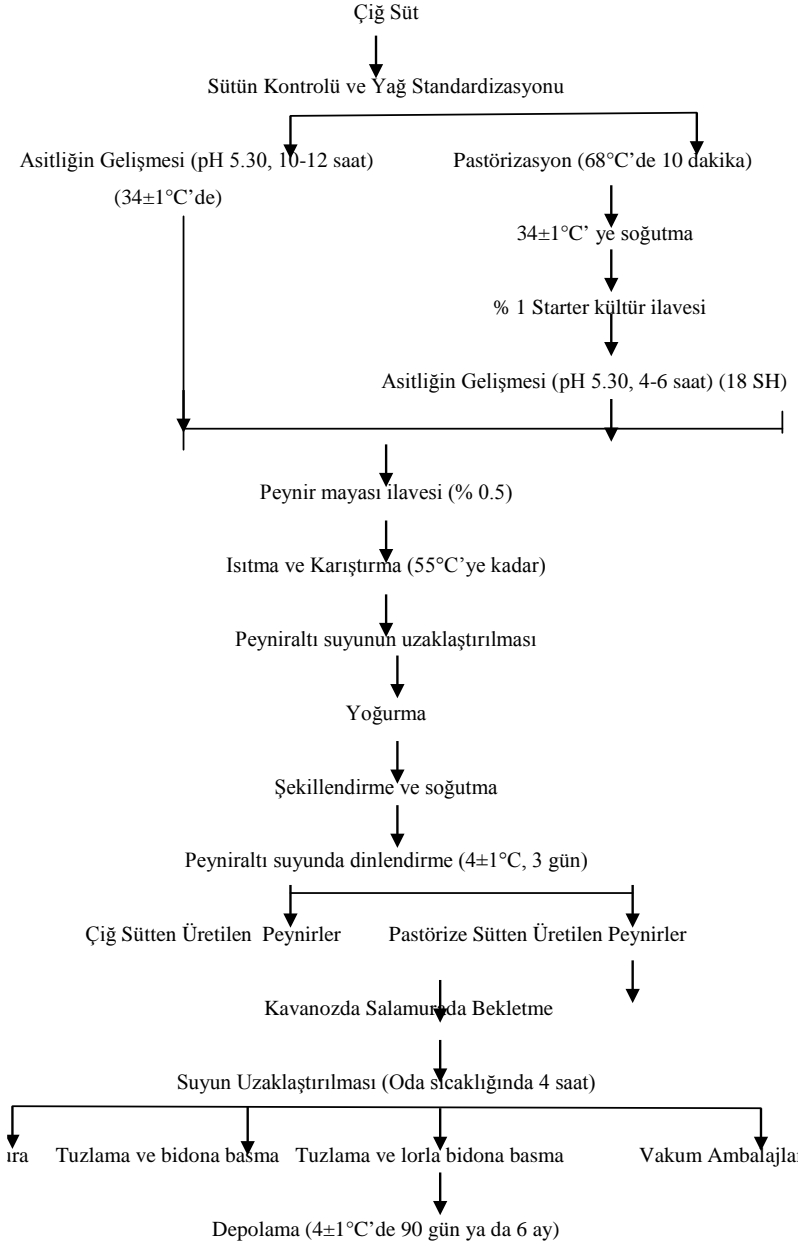 Çiğ Süt
Sütün Kontrolü ve Yağ Standardizasyonu
Asitliğin Gelişmesi (pH 5.30, 10-12 saat)
(34±1°C’de)
Pastörizasyon (68°C’de 10 dakika)
34±1°C’ ye soğutma
% 1 Starter kültür ilavesi
Asitliğin Gelişmesi (pH 5.30, 4-6 saat) (18 SH)
Peynir mayası ilavesi (% 0.5)
Isıtma ve Karıştırma (55°C’ye kadar)
Peyniraltı suyunun uzaklaştırılması
Yoğurma
Şekillendirme ve soğutma
Peyniraltı suyunda dinlendirme (4±1°C, 3 gün)
Çiğ Sütten Üretilen Peynirler
Pastörize Sütten Üretilen Peynirler
Kavanozda Salamurada Bekletme
Suyun Uzaklaştırılması (Oda sıcaklığında 4 saat)
Tuzlama ve bidona basma
Tuzlama ve lorla bidona basma
Vakum
Depolama (4±1°C’de 90 gün ya da 6 ay)